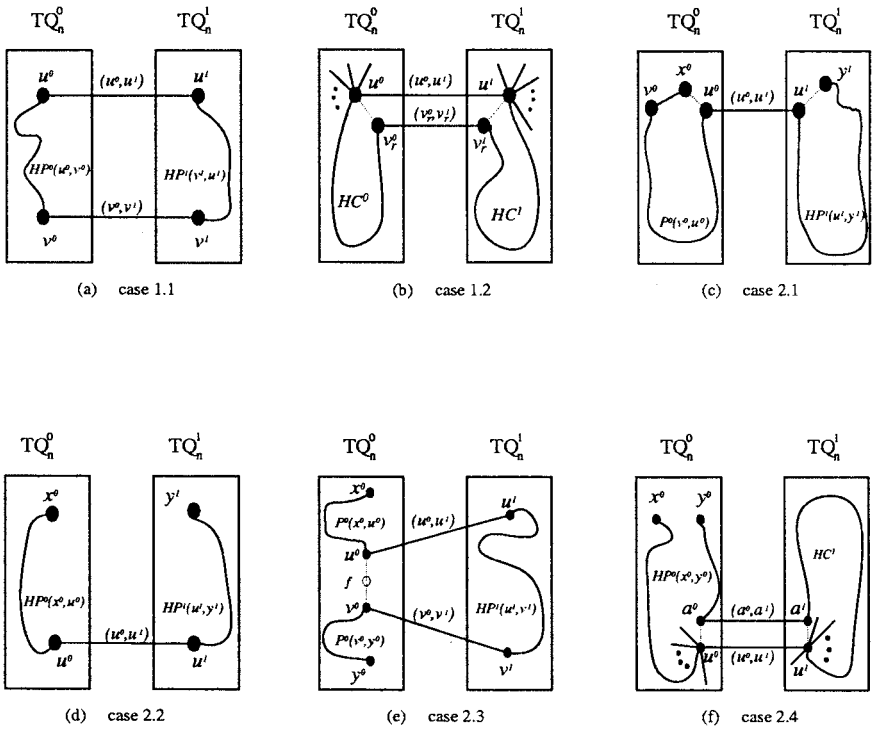 TQ_n^0 TQ_n^1
u^0 (u^0,u^1) u^1
HP^0(u^0,v^0) HP^1(v^1,u^1)
(v^0,v^1)
v^0 v^1
(a) case 1.1
TQ_n^0 TQ_n^1
u^0 (u^0,u^1) u^1
(v_r^0,v_r^1)
v_r^0 v_r^1
HC^0 HC^1
(b) case 1.2
TQ_n^0 TQ_n^1
x^0 y^1
v^0 u^0 (u^0,u^1) u^1
P^0(v^0,u^0) HP^1(u^1,y^1)
(c) case 2.1
TQ_n^0 TQ_n^1
x^0 y^1
HP^0(x^0,u^0) HP^1(u^1,y^1)
(u^0,u^1)
u^0 u^1
(d) case 2.2
TQ_n^0 TQ_n^1
x^0 u^1
P^0(x^0,u^0) (u^0,u^1)
u^0
f
v^0 (v^0,v^1) HP^1(u^1,v^1)
P^0(v^0,y^0)
y^0 v^1
(e) case 2.3
TQ_n^0 TQ_n^1
x^0 y^0
HC^1
HP^0(x^0,y^0)
a^0 (a^0,a^1) a^1
u^0 (u^0,u^1) u^1
(f) case 2.4